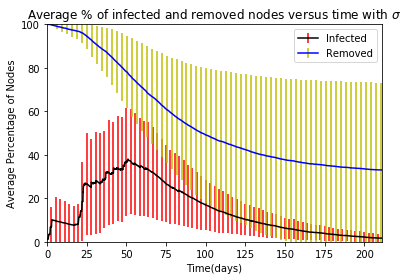 Average % of infected and removed nodes versus time with σ
Infected
Removed
Average Percentage of Nodes
100
80
60
40
20
0
0 25 50 75 100 125 150 175 200
Time(days)